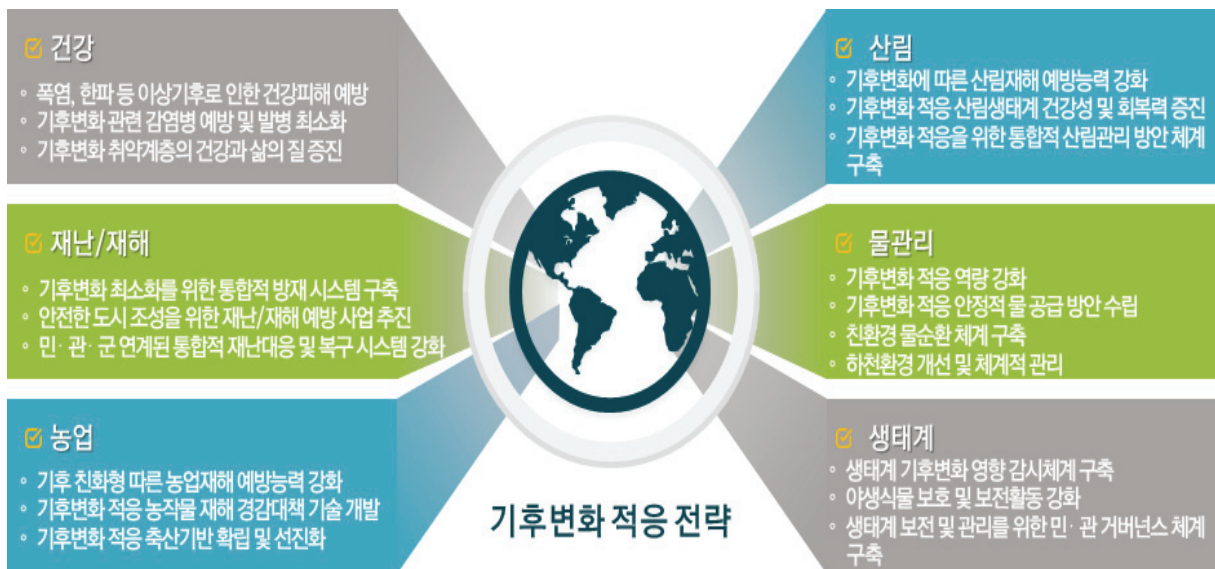 건강
◦ 폭염, 한파 등 이상기후로 인한 건강피해 예방
◦ 기후변화 관련 감염병 예방 및 발병 최소화
◦ 기후변화 취약계층의 건강과 삶의 질 증진
재난/재해
◦ 기후변화 최소화를 위한 통합적 방재 시스템 구축
◦ 안전한 도시 조성을 위한 재난/재해 예방 사업 추진
◦ 민· 관· 군 연계된 통합적 재난대응 및 복구 시스템 강화
농업
◦ 기후 친화형 따른 농업재해 예방능력 강화
◦ 기후변화 적응 농작물 재해 경감대책 기술 개발
◦ 기후변화 적응 축산기반 확립 및 선진화
기후변화 적응 전략
산림
◦ 기후변화에 따른 산림재해 예방능력 강화
◦ 기후변화 적응 산림생태계 건강성 및 회복력 증진
◦ 기후변화 적응을 위한 통합적 산림관리 방안 체계
구축
물관리
◦ 기후변화 적응 역량 강화
◦ 기후변화 적응 안정적 물 공급 방안 수립
◦ 친환경 물순환 체계 구축
◦ 하천환경 개선 및 체계적 관리
생태계
◦ 생태계 기후변화 영향 감시체계 구축
◦ 야생식물 보호 및 보전활동 강화
◦ 생태계 보전 및 관리를 위한 민· 관 거버넌스 체계
구축